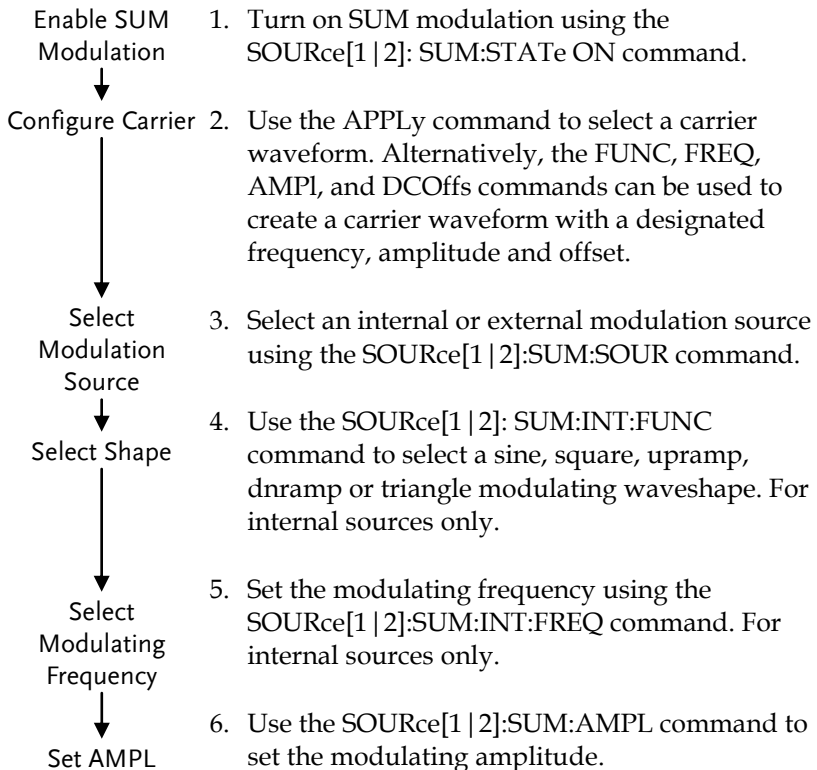 Enable SUM
Modulation
1. Turn on SUM modulation using the
SOURce[1|2]: SUM:STATe ON command.
Configure Carrier
2. Use the APPLy command to select a carrier
waveform. Alternatively, the FUNC, FREQ,
AMPl, and DCOffs commands can be used to
create a carrier waveform with a designated
frequency, amplitude and offset.
Select
Modulation
Source
3. Select an internal or external modulation source
using the SOURce[1|2]:SUM:SOUR command.
Select Shape
4. Use the SOURce[1|2]: SUM:INT:FUNC
command to select a sine, square, upramp,
dnramp or triangle modulating waveshape. For
internal sources only.
Select
Modulating
Frequency
5. Set the modulating frequency using the
SOURce[1|2]:SUM:INT:FREQ command. For
internal sources only.
Set AMPL
6. Use the SOURce[1|2]:SUM:AMPL command to
set the modulating amplitude.